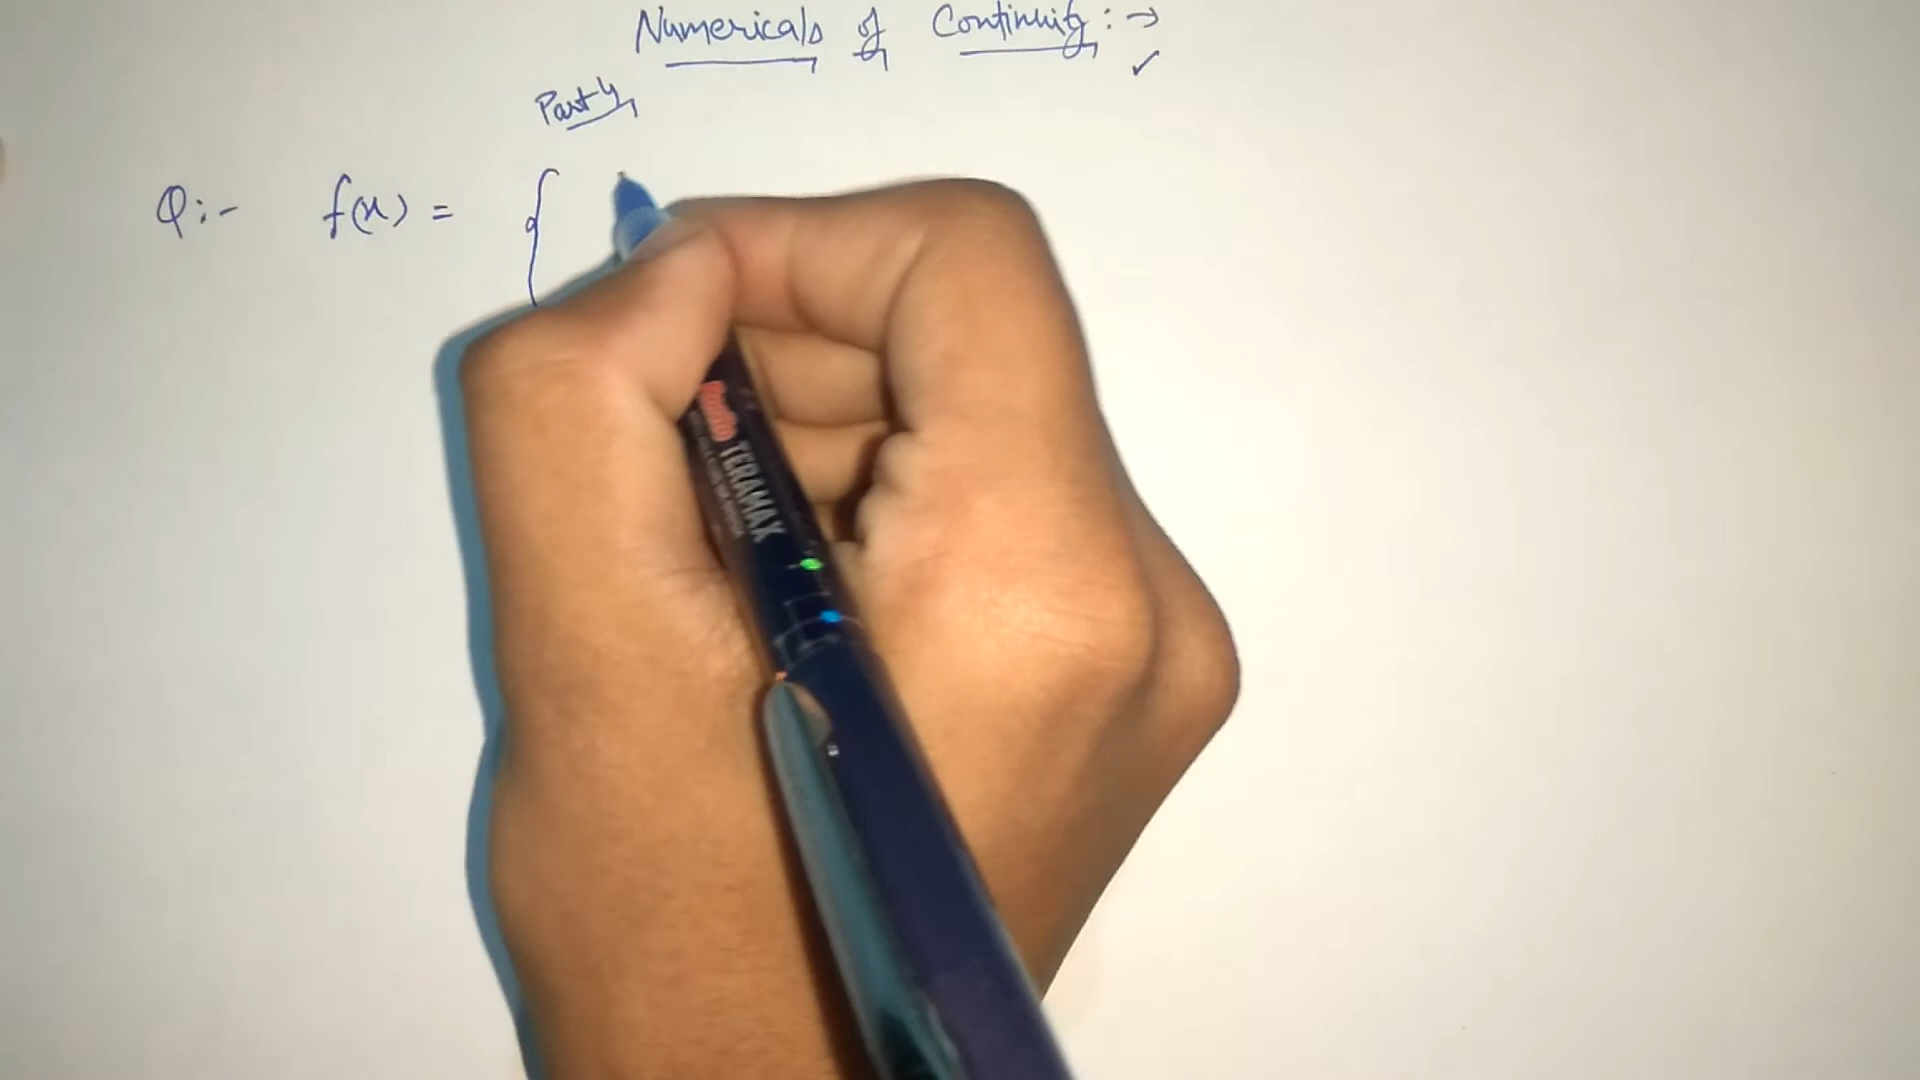 Numericals of Continuity : →
✓
Part 4
Q:- f(x) = {
TERAMAX